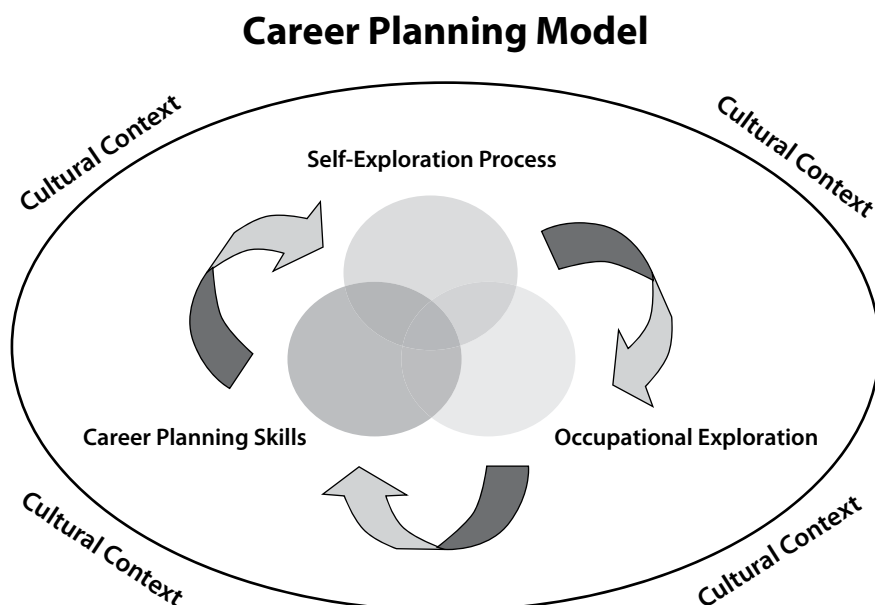 Career Planning Model
Cultural Context
Cultural Context
Self-Exploration Process
Career Planning Skills
Occupational Exploration
Cultural Context
Cultural Context